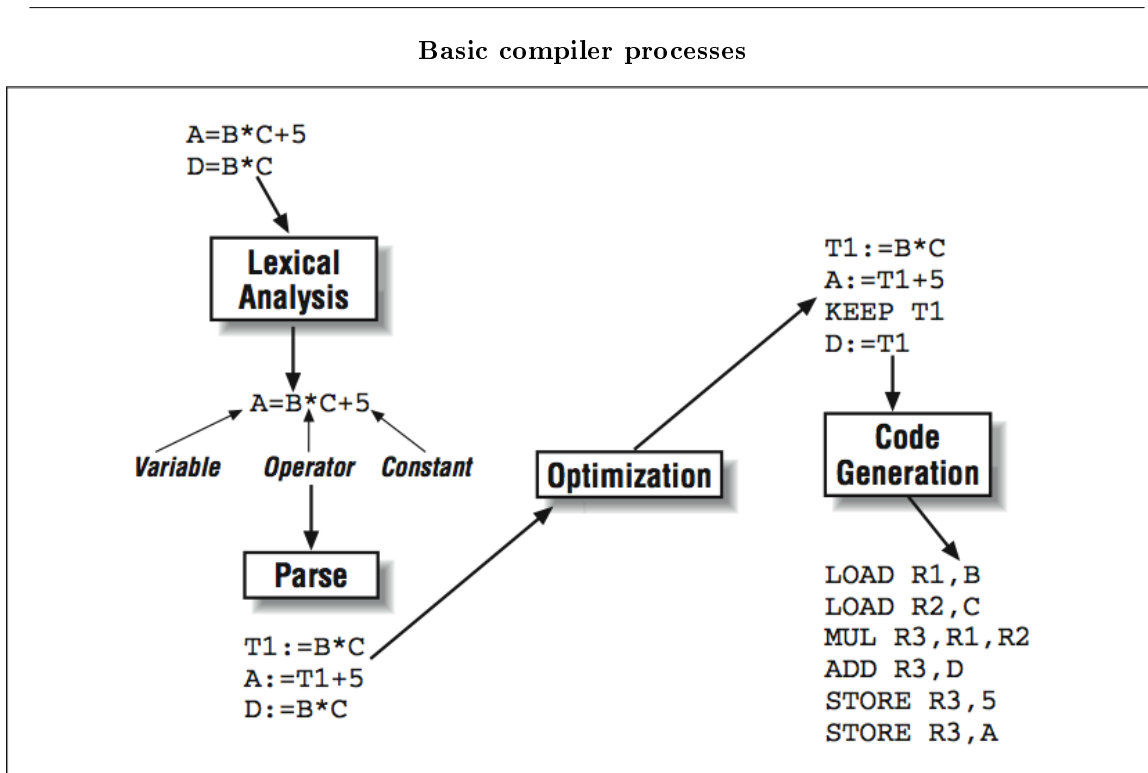 Basic compiler processes
A=B*C+5
D=B*C
Lexical
Analysis
A=B*C+5
Variable Operator Constant
Parse
T1:=B*C
A:=T1+5
D:=B*C
Optimization
T1:=B*C
A:=T1+5
KEEP T1
D:=T1
Code
Generation
LOAD R1,B
LOAD R2,C
MUL R3,R1,R2
ADD R3,D
STORE R3,5
STORE R3,A